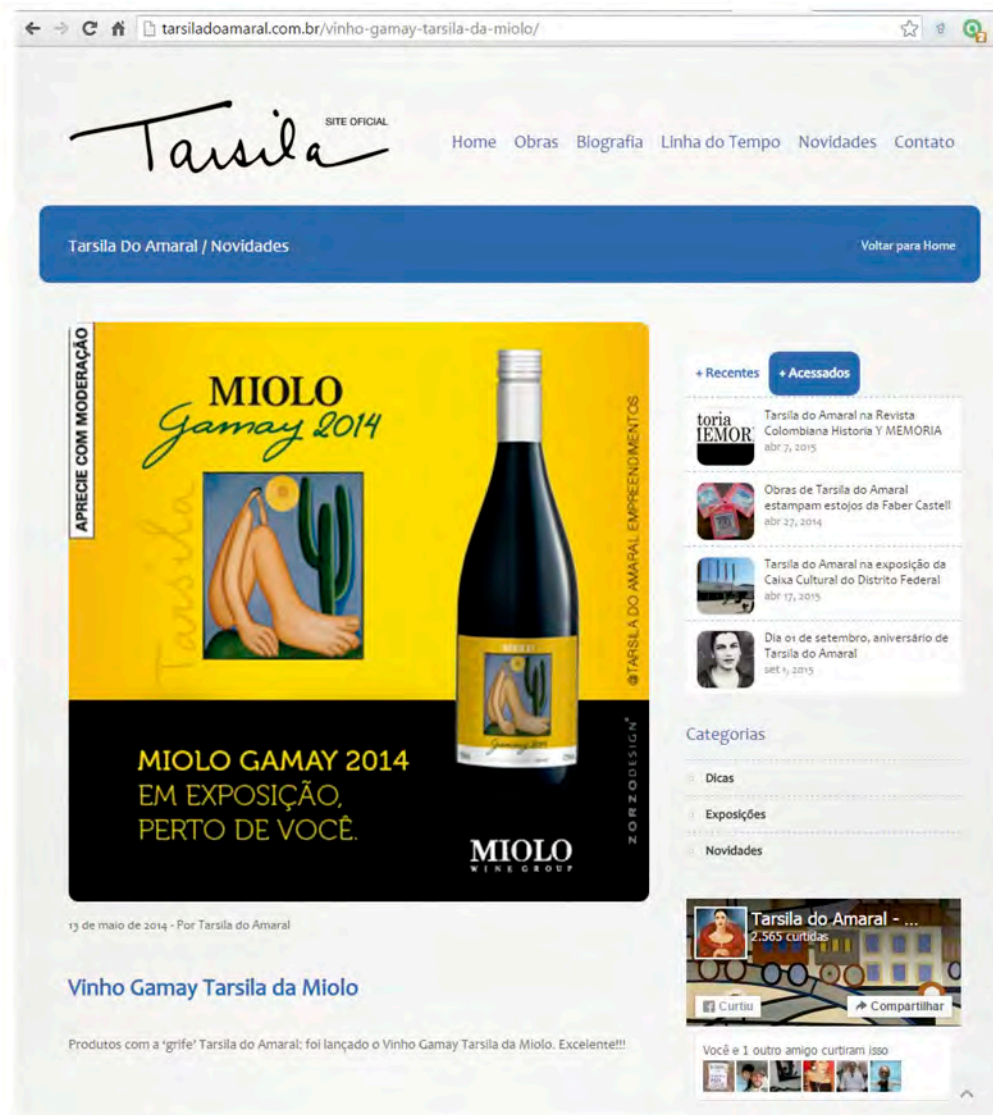 tarsiladoamaral.com.br/vinho-gamay-tarsila-da-miolo/
Tarsila
SITE OFICIAL
Home Obras Biografia Linha do Tempo Novidades Contato
Tarsila Do Amaral / Novidades
Voltar para Home
APRECIE COM MODERAÇÃO
MIOLO
Gamay 2014
Tarsila
@TARSILA DO AMARAL EMPREENDIMENTOS
MIOLO
Gamay 2014
MIOLO GAMAY 2014
EM EXPOSIÇÃO,
PERTO DE VOCÊ.
ZORZODESIGN
MIOLO
WINE GROUP
13 de maio de 2014 - Por Tarsila do Amaral
Vinho Gamay Tarsila da Miolo
Produtos com a 'grife' Tarsila do Amaral: foi lançado o Vinho Gamay Tarsila da Miolo. Excelente!!!
+ Recentes + Acessados
toria
IEMOR
Tarsila do Amaral na Revista
Colombiana Historia Y MEMORIA
abr 7, 2015
Obras de Tarsila do Amaral
estampam estojos da Faber Castell
abr 27, 2014
Tarsila do Amaral na exposição da
Caixa Cultural do Distrito Federal
abr 17, 2015
Dia 01 de setembro, aniversário de
Tarsila do Amaral
set 1, 2015
Categorias
Dicas
Exposições
Novidades
Tarsila do Amaral - ...
2.565 curtidas
Curtiu
Compartilhar
Você e 1 outro amigo curtiram isso